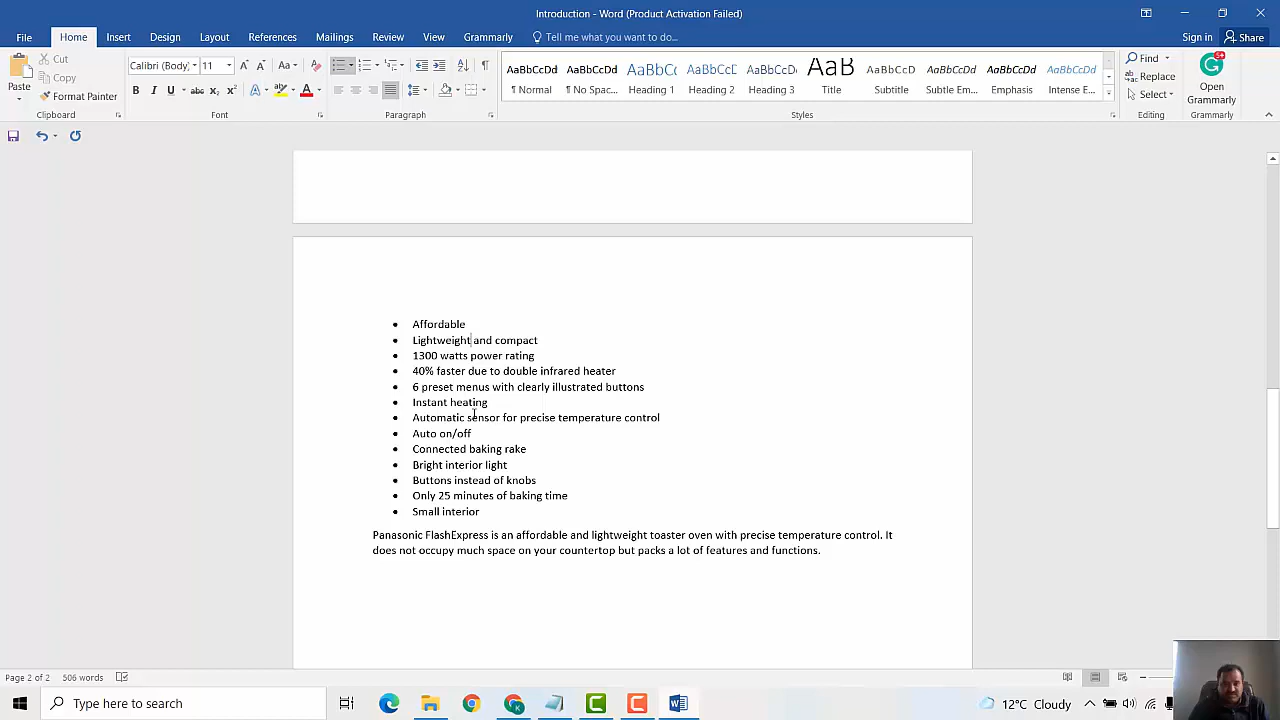 Introduction - Word (Product Activation Failed)
File Home Insert Design Layout References Mailings Review View Grammarly Tell me what you want to do... Sign in Share
Paste
Cut
Copy
Format Painter
Clipboard
Calibri (Body) 11
Font
Paragraph
BbCcDd AaBbCcDd AaBbC AaBbCcC AaBbCcD AaB AaBbCcD AaBbCcDd AaBbCcDd AaBbCcDd
¶ Normal ¶ No Spac... Heading 1 Heading 2 Heading 3 Title Subtitle Subtle Em... Emphasis Intense E...
Styles
Find
Replace
Select
Editing
Open
Grammarly
Grammarly
• Affordable
• Lightweight and compact
• 1300 watts power rating
• 40% faster due to double infrared heater
• 6 preset menus with clearly illustrated buttons
• Instant heating
• Automatic sensor for precise temperature control
• Auto on/off
• Connected baking rake
• Bright interior light
• Buttons instead of knobs
• Only 25 minutes of baking time
• Small interior
Panasonic FlashExpress is an affordable and lightweight toaster oven with precise temperature control. It
does not occupy much space on your countertop but packs a lot of features and functions.
Page 2 of 2 506 words
Type here to search
12°C Cloudy